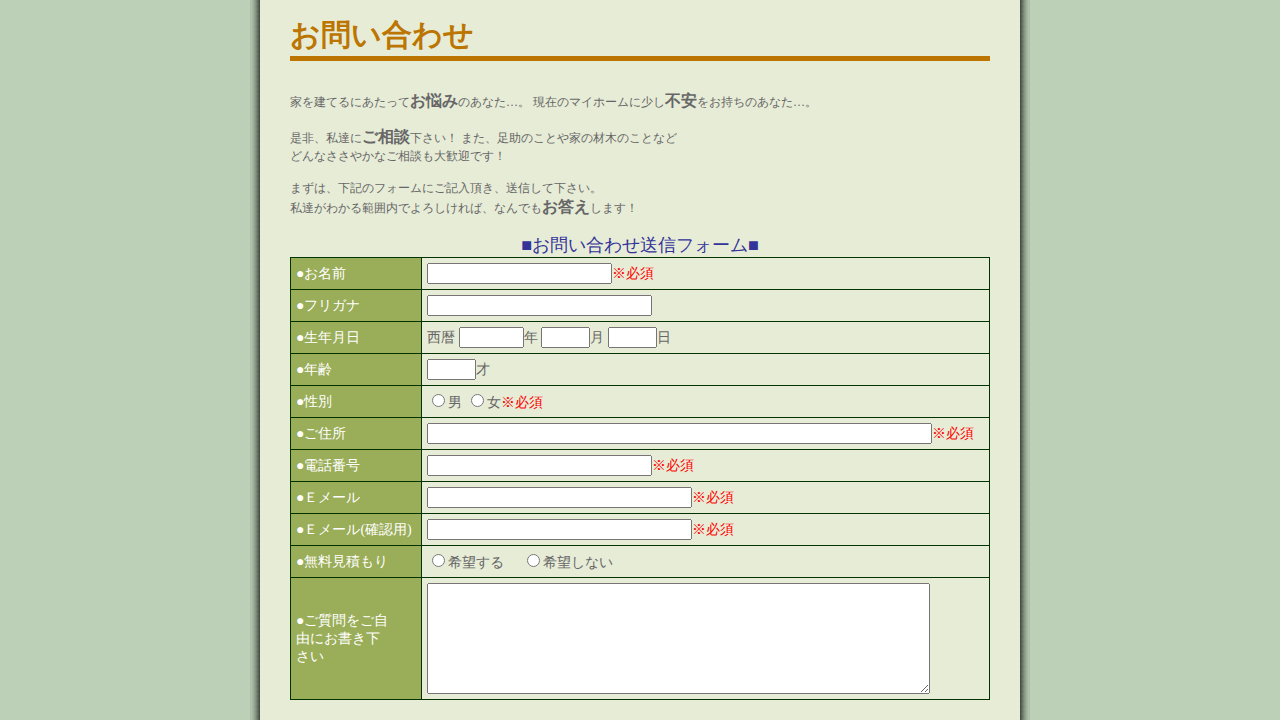 お問い合わせ
家を建てるにあたってお悩みのあなた…。 現在のマイホームに少し不安をお持ちのあなた…。
是非、私達にご相談下さい！ また、足助のことや家の材木のことなど
どんなささやかなご相談も大歓迎です！
まずは、下記のフォームにご記入頂き、送信して下さい。
私達がわかる範囲内でよろしければ、なんでもお答えします！
■お問い合わせ送信フォーム■
●お名前 ※必須
●フリガナ
●生年月日 西暦 年 月 日
●年齢 才
●性別 男 女※必須
●ご住所 ※必須
●電話番号 ※必須
●Ｅメール ※必須
●Ｅメール(確認用) ※必須
●無料見積もり 希望する 希望しない
●ご質問をご自
由にお書き下
さい